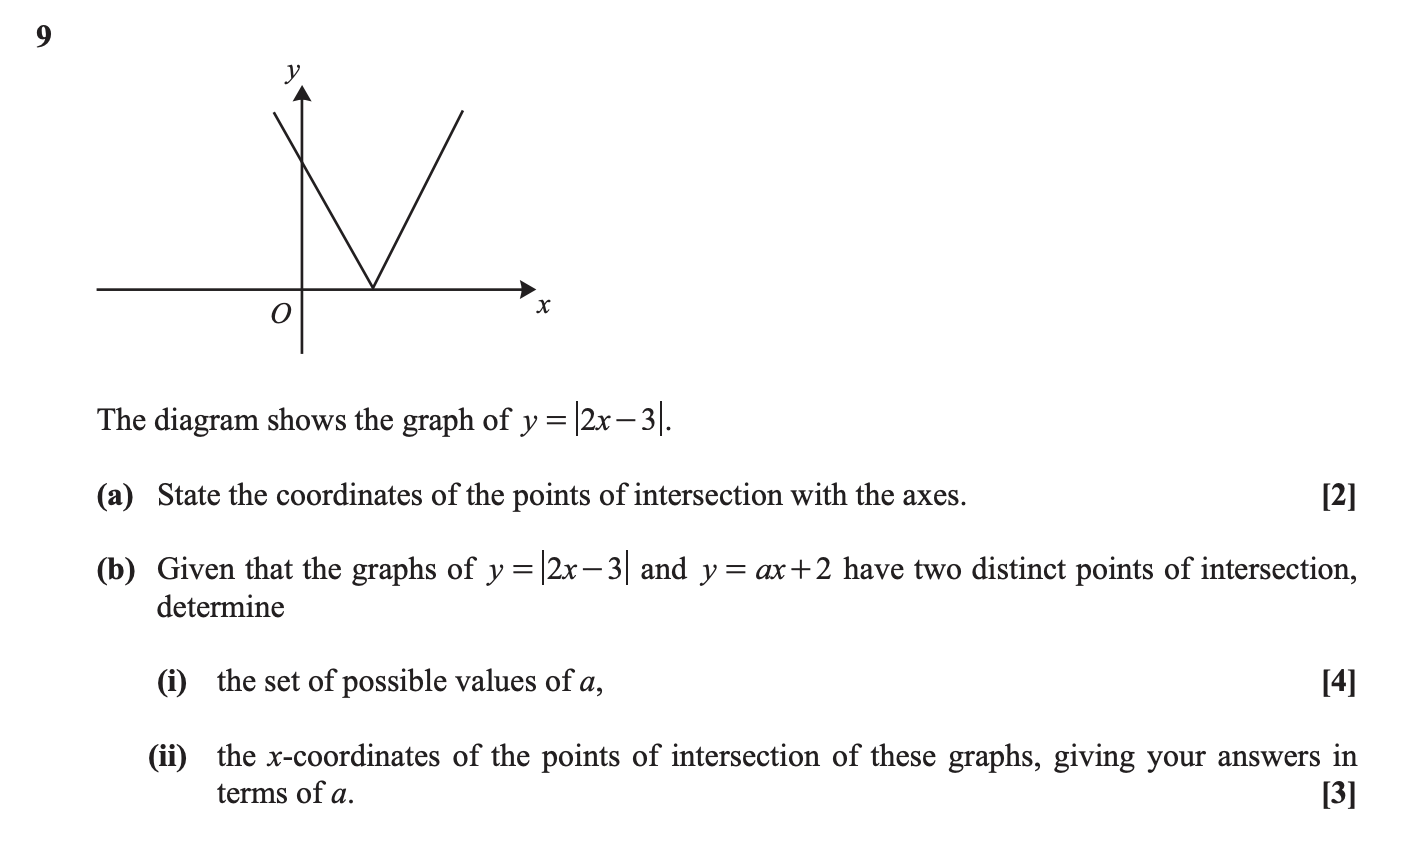 9
y
O
x
The diagram shows the graph of y = |2x − 3|.
(a) State the coordinates of the points of intersection with the axes. [2]
(b) Given that the graphs of y = |2x − 3| and y = ax + 2 have two distinct points of intersection,
determine
(i) the set of possible values of a, [4]
(ii) the x-coordinates of the points of intersection of these graphs, giving your answers in
terms of a. [3]